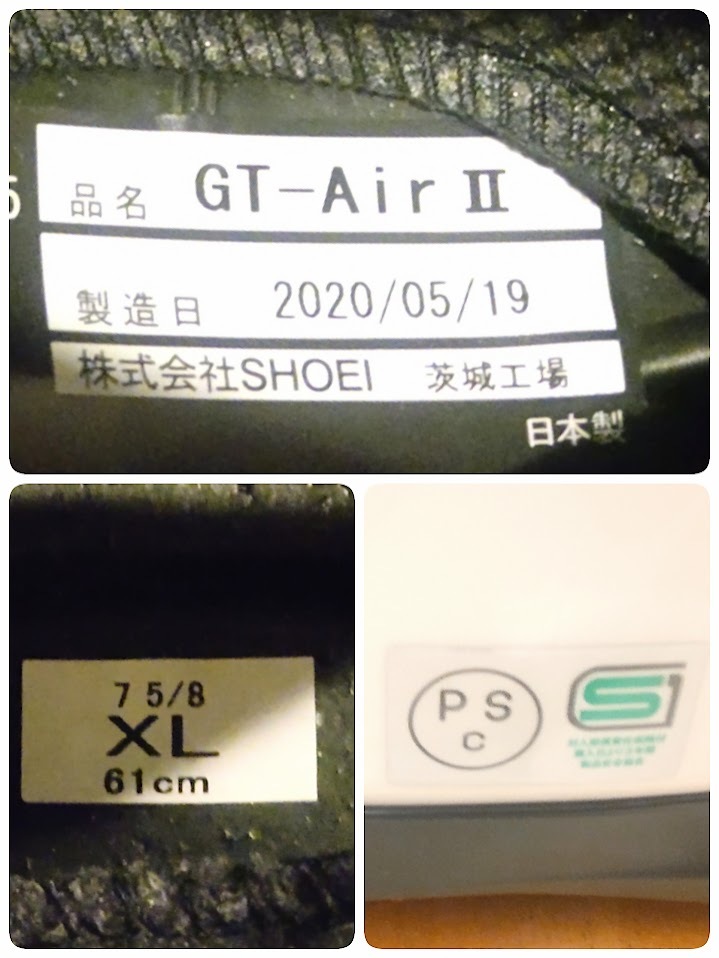 品名 GT-Air II
製造日 2020/05/19
株式会社SHOEI 茨城工場
日本製
7 5/8
XL
61cm
P S
C
S